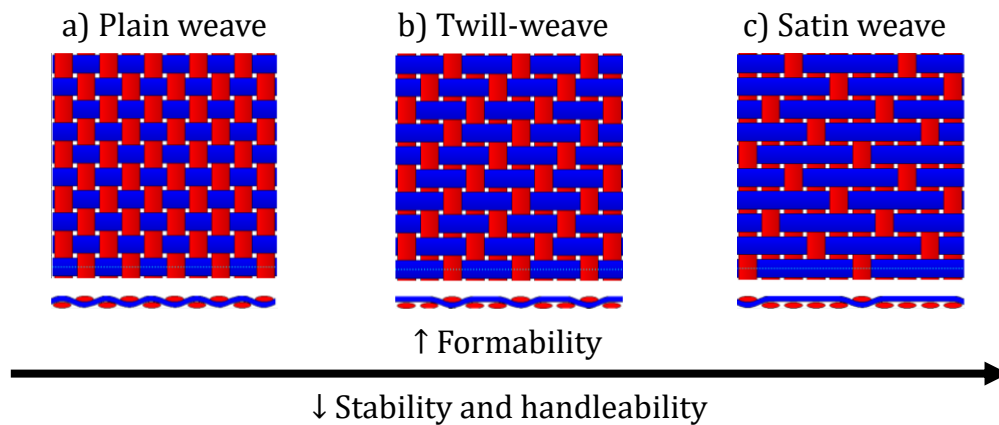 a) Plain weave
b) Twill-weave
c) Satin weave
↑ Formability
↓ Stability and handleability